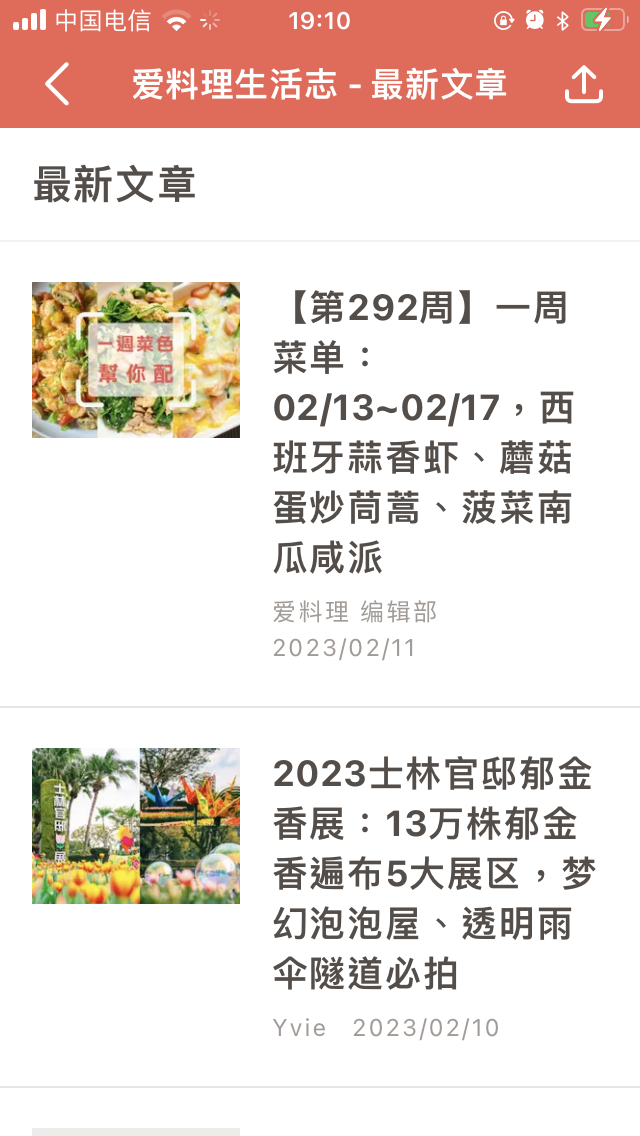 中国电信 19:10
爱料理生活志 - 最新文章
最新文章
一週菜色
幫你配
【第292周】一周
菜单：
02/13~02/17，西
班牙蒜香虾、蘑菇
蛋炒茼蒿、菠菜南
瓜咸派
爱料理 编辑部
2023/02/11
士林官邸
展
2023士林官邸郁金
香展：13万株郁金
香遍布5大展区，梦
幻泡泡屋、透明雨
伞隧道必拍
Yvie 2023/02/10